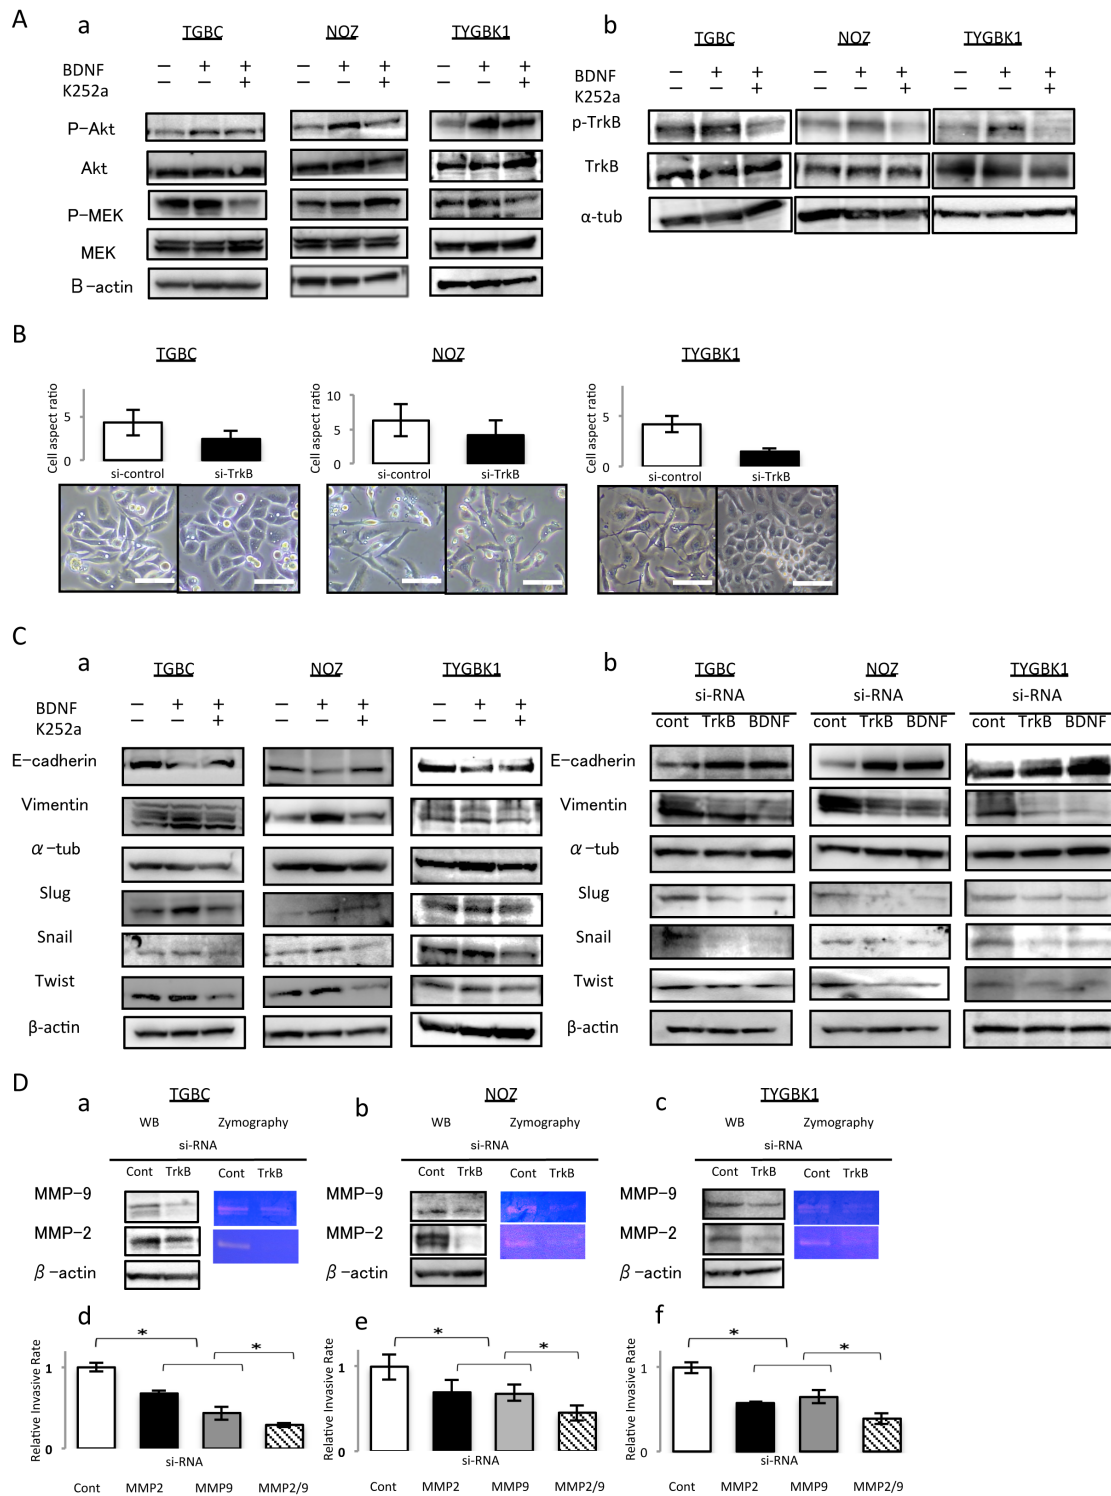 A
a
TGBC NOZ TYGBK1
BDNF − + + − + + − + +
K252a − − + − − + − − +
P-Akt
Akt
P-MEK
MEK
B-actin
b
TGBC NOZ TYGBK1
BDNF − + + − + + − + +
K252a − − + − − + − − +
p-TrkB
TrkB
α-tub
B
TGBC NOZ TYGBK1
Cell aspect ratio
5
0
si-control si-TrkB
Cell aspect ratio
10
5
0
si-control si-TrkB
Cell aspect ratio
5
0
si-control si-TrkB
C
a
TGBC NOZ TYGBK1
BDNF − + + − + + − + +
K252a − − + − − + − − +
E-cadherin
Vimentin
α-tub
Slug
Snail
Twist
β-actin
b
TGBC NOZ TYGBK1
si-RNA si-RNA si-RNA
cont TrkB BDNF cont TrkB BDNF cont TrkB BDNF
E-cadherin
Vimentin
α-tub
Slug
Snail
Twist
β-actin
D
a
TGBC
WB Zymography
si-RNA
Cont TrkB Cont TrkB
MMP-9
MMP-2
β-actin
b
NOZ
WB Zymography
si-RNA
Cont TrkB Cont TrkB
MMP-9
MMP-2
β-actin
c
TYGBK1
WB Zymography
si-RNA
Cont TrkB Cont TrkB
MMP-9
MMP-2
β-actin
d
Relative Invasive Rate
* *
1
0
si-RNA
Cont MMP2 MMP9 MMP2/9
e
Relative Invasive Rate
* *
1
0
si-RNA
Cont MMP2 MMP9 MMP2/9
f
Relative Invasive Rate
* *
1
0
si-RNA
Cont MMP2 MMP9 MMP2/9